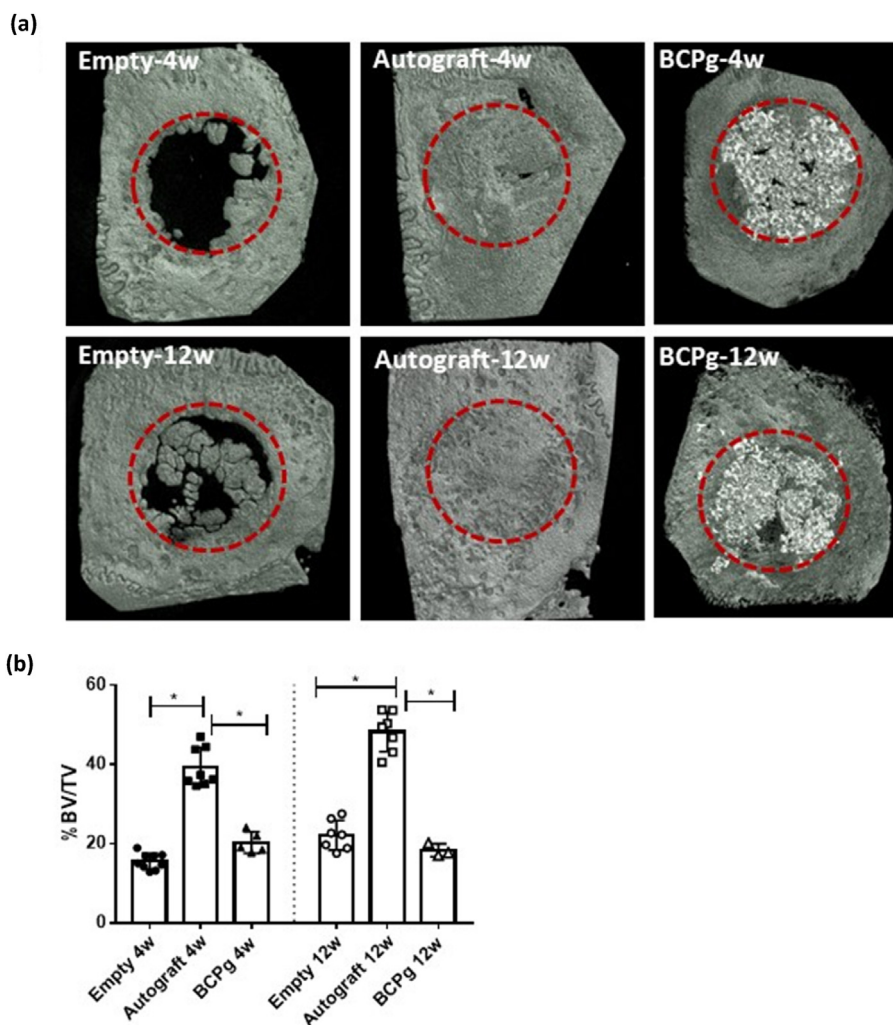 (a)
Empty-4w
Autograft-4w
BCPg-4w
Empty-12w
Autograft-12w
BCPg-12w
(b)
60
40
20
0
% BV/TV
*
*
*
*
Empty 4w
Autograft 4w
BCPg 4w
Empty 12w
Autograft 12w
BCPg 12w